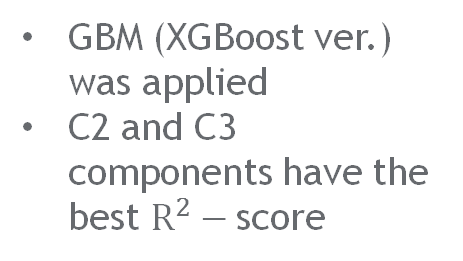 • GBM (XGBoost ver.)
was applied
• C2 and C3
components have the
best R² – score